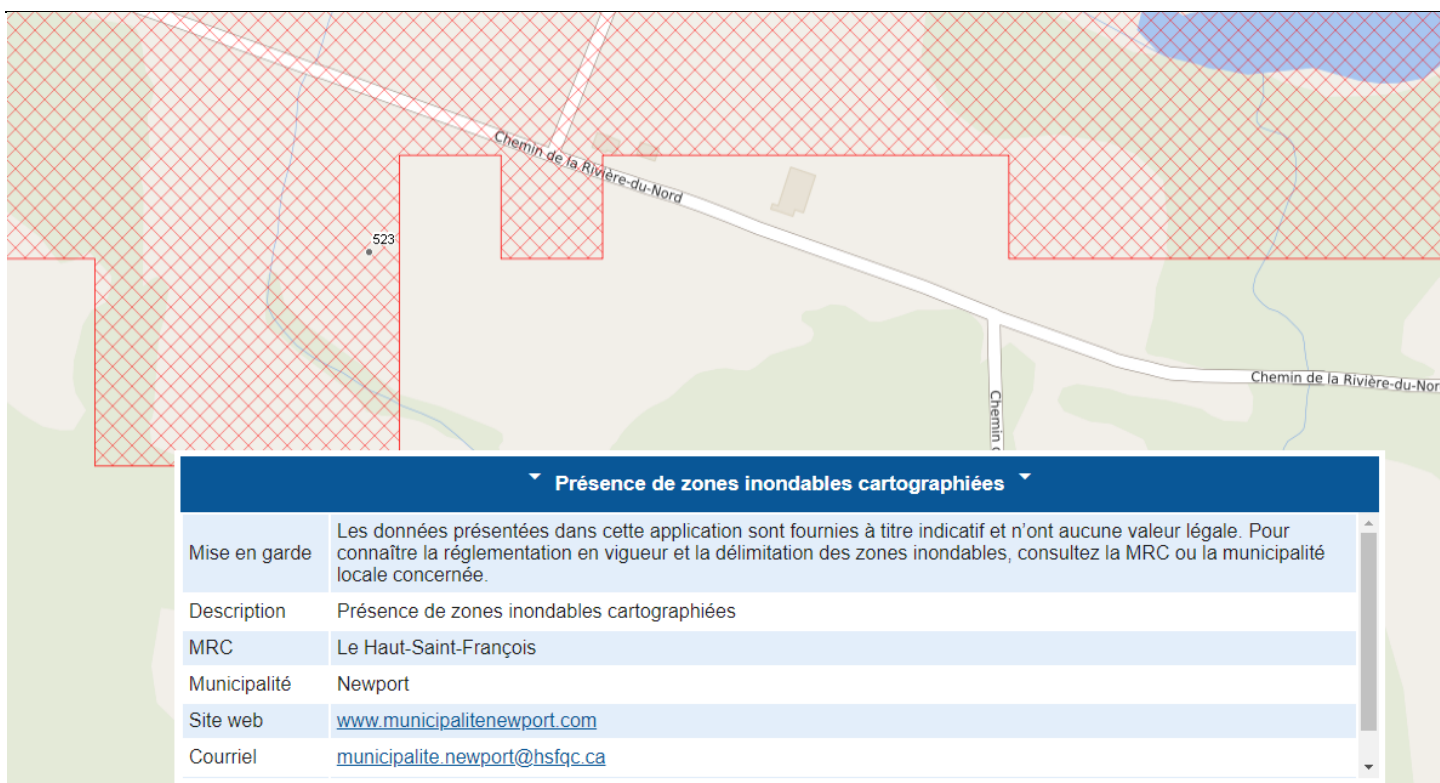 Chemin de la Rivière-du-Nord
523
Chemin de la Rivière-du-Nor
Chemin
Présence de zones inondables cartographiées
Mise en garde
Les données présentées dans cette application sont fournies à titre indicatif et n’ont aucune valeur légale. Pour
connaître la réglementation en vigueur et la délimitation des zones inondables, consultez la MRC ou la municipalité
locale concernée.
Description Présence de zones inondables cartographiées
MRC Le Haut-Saint-François
Municipalité Newport
Site web www.municipalitenewport.com
Courriel municipalite.newport@hsfqc.ca